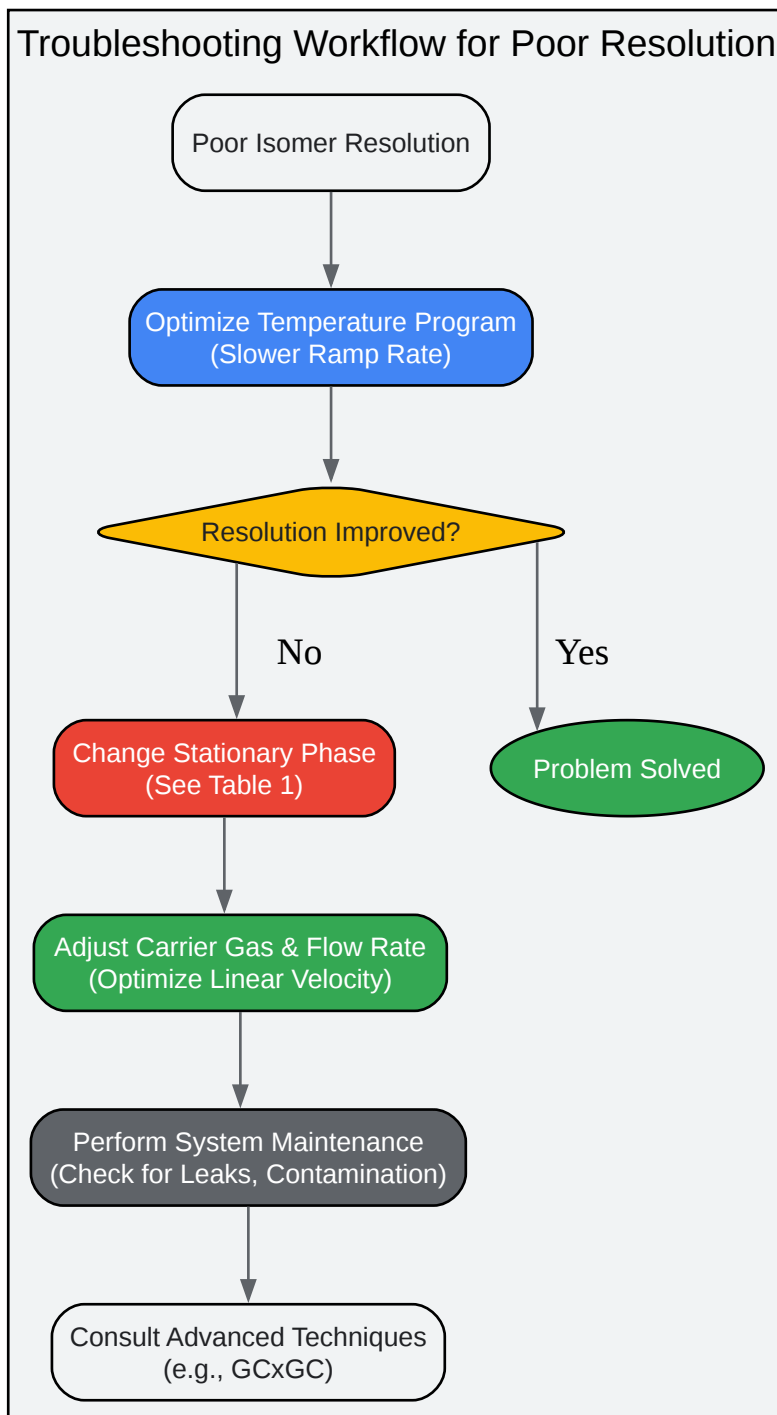 Troubleshooting Workflow for Poor Resolution
Poor Isomer Resolution
Optimize Temperature Program
(Slower Ramp Rate)
Resolution Improved?
No
Yes
Change Stationary Phase
(See Table 1)
Problem Solved
Adjust Carrier Gas & Flow Rate
(Optimize Linear Velocity)
Perform System Maintenance
(Check for Leaks, Contamination)
Consult Advanced Techniques
(e.g., GCxGC)